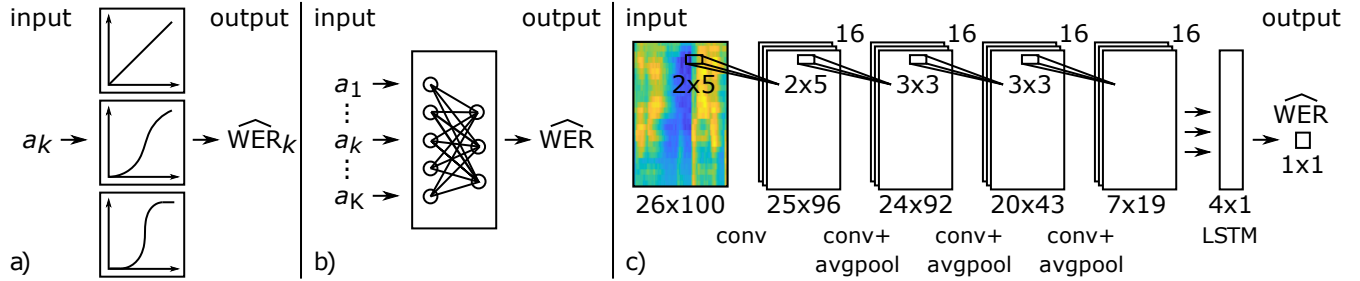 input
output
a_k
WER_k
a)
input
output
a_1
⋮
a_k
⋮
a_K
WER
b)
input
output
16 16 16 16
2x5 2x5 3x3 3x3
WER
1x1
26x100 25x96 24x92 20x43 7x19 4x1
conv conv+ conv+ conv+ LSTM
avgpool avgpool avgpool
c)